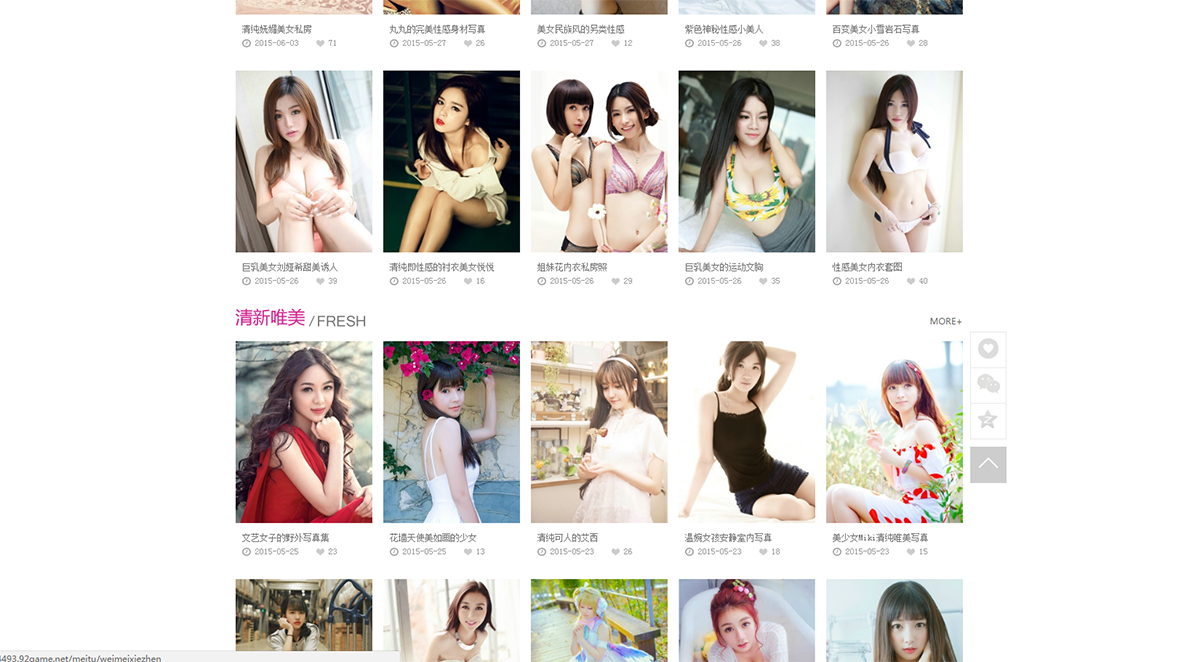 清纯妩媚美女私房
丸丸的完美性感身材写真
美女民族风の另类性感
紫色神秘性感小美人
百变美女小雪岩石写真
2015-06-03 71
2015-05-27 26
2015-05-27 12
2015-05-26 38
2015-05-26 28
巨乳美女刘娅希甜美诱人
清纯即性感的衬衣美女悦悦
姐妹花内衣私房照
巨乳美女的运动文胸
性感美女内衣套图
2015-05-26 39
2015-05-26 16
2015-05-26 29
2015-05-26 35
2015-05-26 40
清新唯美 / FRESH
MORE+
文艺女子的野外写真集
花墙天使美如画的少女
清纯可人的艾西
温婉女孩安静室内写真
美少女Miki清纯唯美写真
2015-05-25 23
2015-05-25 13
2015-05-23 26
2015-05-23 18
2015-05-23 15
4493.92game.net/meitu/weimeixiezhen